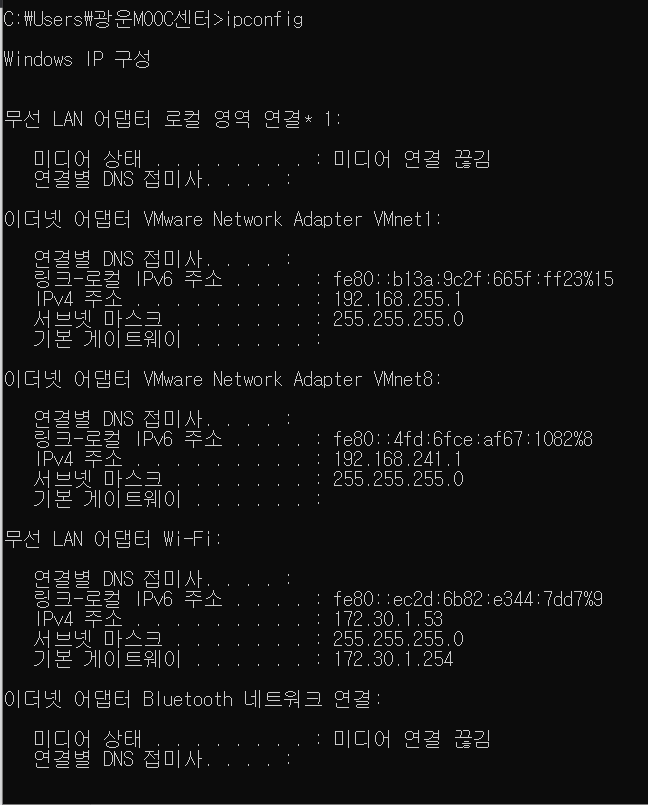 C:\Users\광운MOOC센터>ipconfig
Windows IP 구성
무선 LAN 어댑터 로컬 영역 연결* 1:
미디어 상태 . . . . . . . . : 미디어 연결 끊김
연결별 DNS 접미사. . . . :
이더넷 어댑터 VMware Network Adapter VMnet1:
연결별 DNS 접미사. . . . :
링크-로컬 IPv6 주소 . . . . : fe80::b13a:9c2f:665f:ff23%15
IPv4 주소 . . . . . . . . . : 192.168.255.1
서브넷 마스크 . . . . . . . : 255.255.255.0
기본 게이트웨이 . . . . . . :
이더넷 어댑터 VMware Network Adapter VMnet8:
연결별 DNS 접미사. . . . :
링크-로컬 IPv6 주소 . . . . : fe80::4fd:6fce:af67:1082%8
IPv4 주소 . . . . . . . . . : 192.168.241.1
서브넷 마스크 . . . . . . . : 255.255.255.0
기본 게이트웨이 . . . . . . :
무선 LAN 어댑터 Wi-Fi:
연결별 DNS 접미사. . . . :
링크-로컬 IPv6 주소 . . . . : fe80::ec2d:6b82:e344:7dd7%9
IPv4 주소 . . . . . . . . . : 172.30.1.53
서브넷 마스크 . . . . . . . : 255.255.255.0
기본 게이트웨이 . . . . . . : 172.30.1.254
이더넷 어댑터 Bluetooth 네트워크 연결:
미디어 상태 . . . . . . . . : 미디어 연결 끊김
연결별 DNS 접미사. . . . :